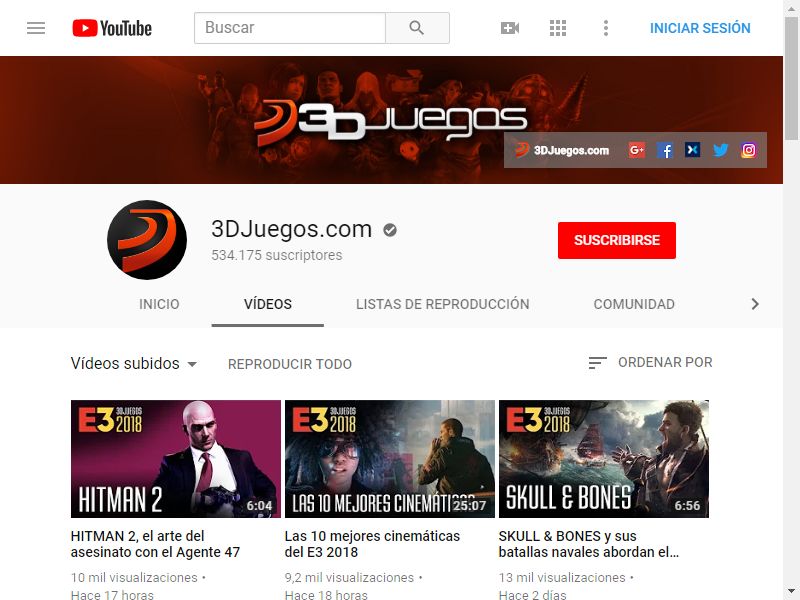 YouTube
Buscar
INICIAR SESIÓN
3DJUEGOS
3DJuegos.com
3DJuegos.com
534.175 suscriptores
SUSCRIBIRSE
INICIO
VÍDEOS
LISTAS DE REPRODUCCIÓN
COMUNIDAD
Vídeos subidos
REPRODUCIR TODO
ORDENAR POR
E3 3DJUEGOS 2018
HITMAN 2
6:04
E3 3DJUEGOS 2018
LAS 10 MEJORES CINEMÁTICAS
25:07
E3 3DJUEGOS 2018
SKULL & BONES
6:56
HITMAN 2, el arte del
asesinato con el Agente 47
10 mil visualizaciones •
Hace 17 horas
Las 10 mejores cinemáticas
del E3 2018
9,2 mil visualizaciones •
Hace 18 horas
SKULL & BONES y sus
batallas navales abordan el...
13 mil visualizaciones •
Hace 2 días